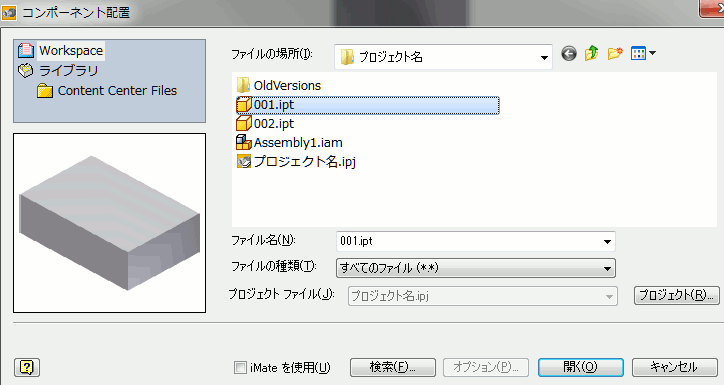 コンポーネント配置
Workspace
ライブラリ
Content Center Files
ファイルの場所(I):
プロジェクト名
OldVersions
001.ipt
002.ipt
Assembly1.iam
プロジェクト名.ipj
ファイル名(N):
001.ipt
ファイルの種類(T):
すべてのファイル (*.*)
プロジェクト ファイル(J):
プロジェクト名.ipj
プロジェクト(R)...
iMate を使用(U)
検索(F)...
オプション(P)...
開く(O)
キャンセル